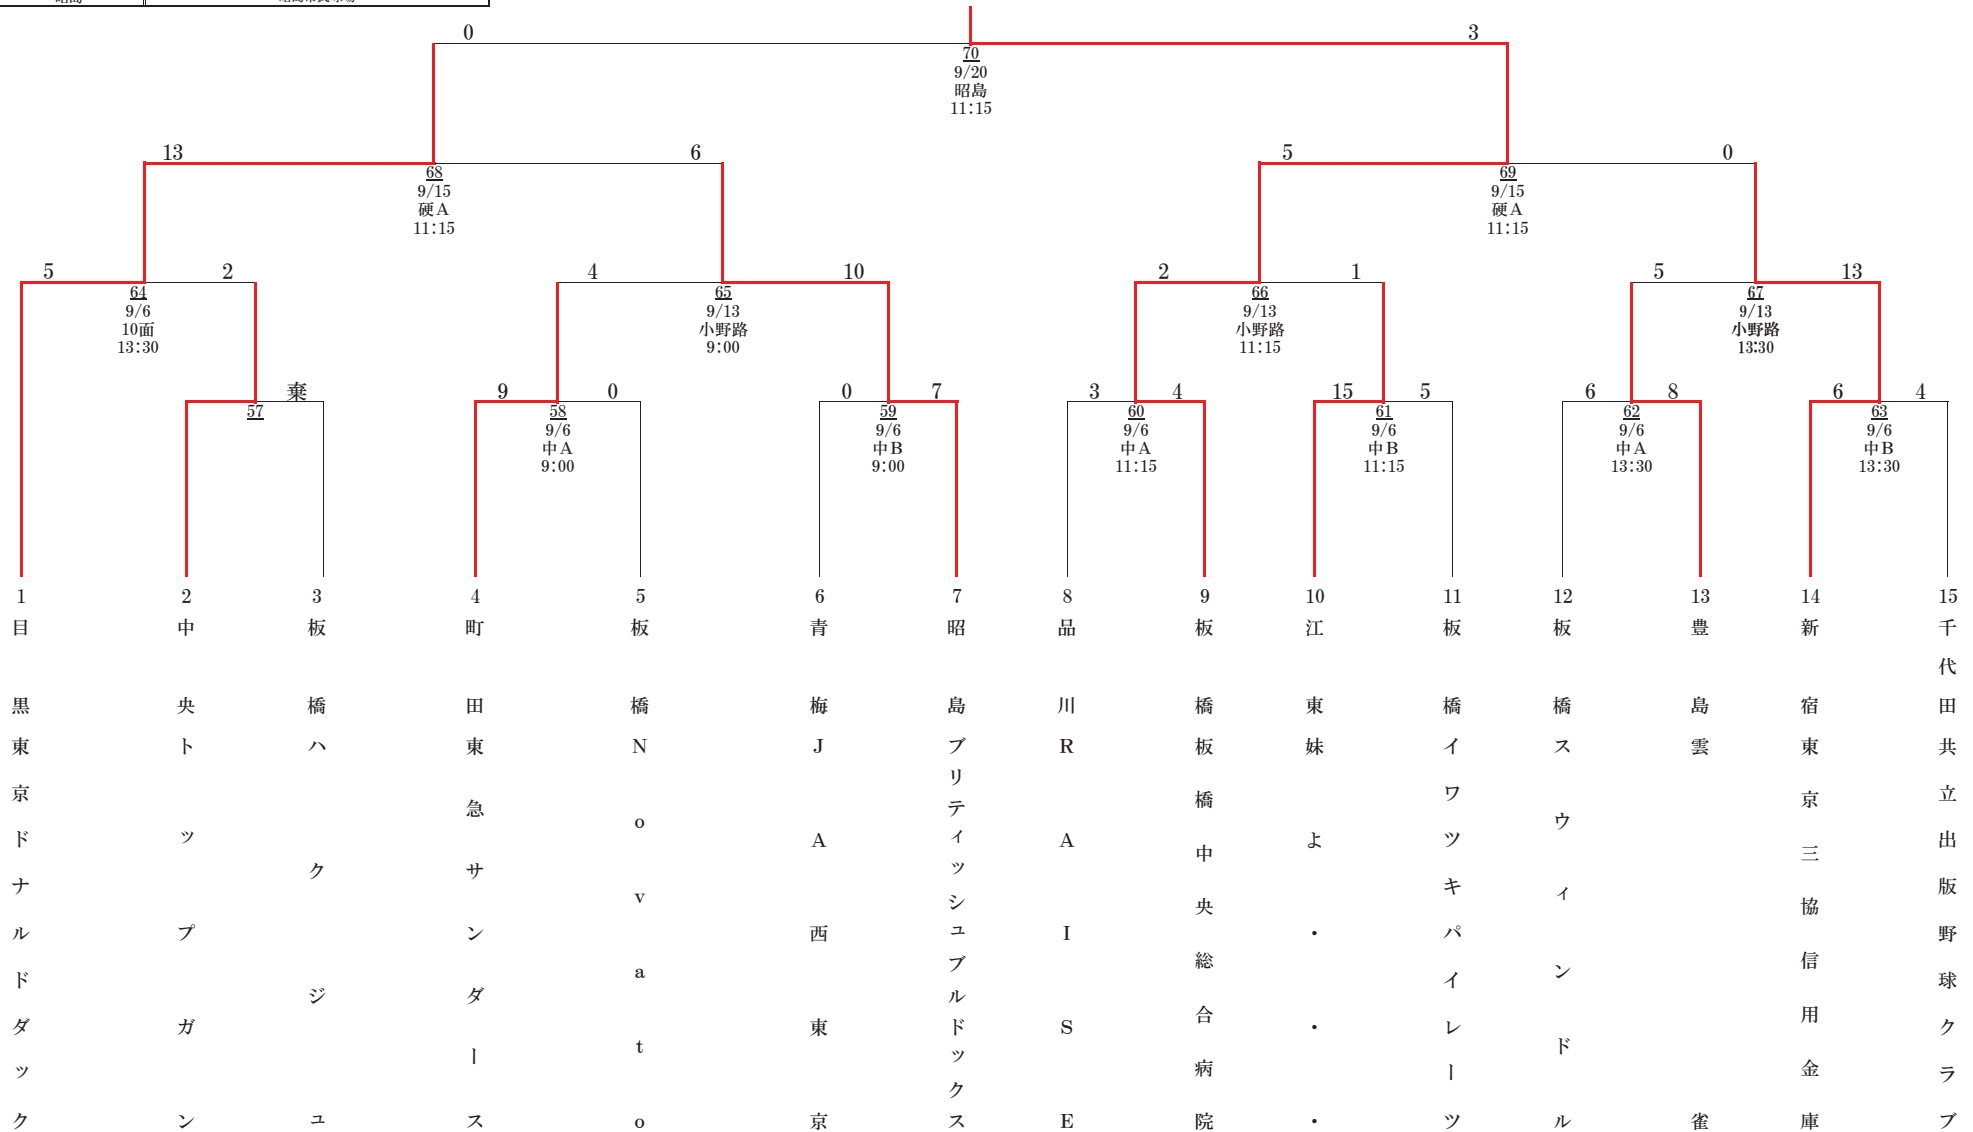 0 3
70
9/20
昭島
11:15
13 6 5 0
68 69
9/15 9/15
硬A 硬A
11:15 11:15
5 2 4 10 2 1 5 13
64 65 66 67
9/6 9/13 9/13 9/13
10面 小野路 小野路 小野路
13:30 9:00 11:15 13:30
棄 9 0 0 7 3 4 15 5 6 8 6 4
57 58 59 60 61 62 63
9/6 9/6 9/6 9/6 9/6 9/6
中A 中B 中A 中B 中A 中B
9:00 9:00 11:15 11:15 13:30 13:30
1 2 3 4 5 6 7 8 9 10 11 12 13 14 15
目黒 東京ドナルドダック
中央 トップガン
板橋 ハクジュ
町田 東急サンダース
板橋 Novato
青梅 JA西東京
昭島 ブリティッシュブルドックス
品川 RAISE
板橋 板橋中央総合病院
江東 妹よ・・・
板橋 イワツキパイレーツ
板橋 スウィンドル
豊島 雲雀
新宿 東京三協信用金庫
千代田 共立出版野球クラブ